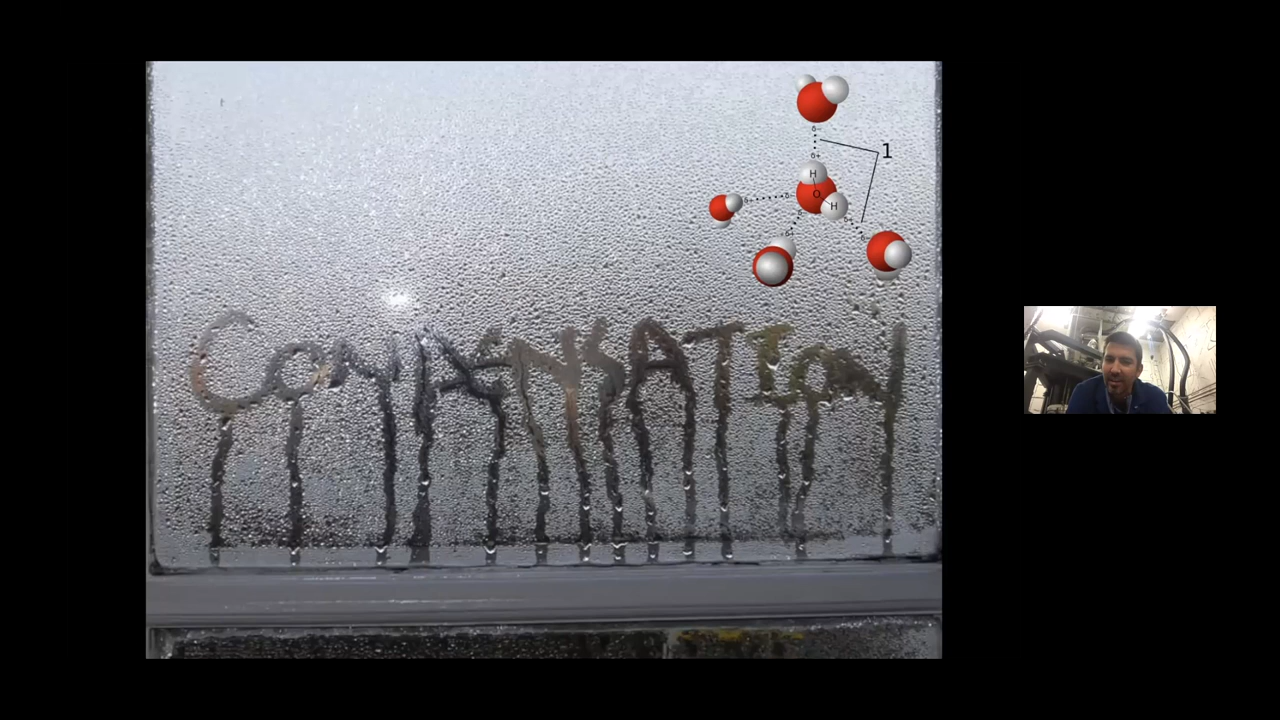 δ−
1
δ+
H
O
H
CONDENSATION